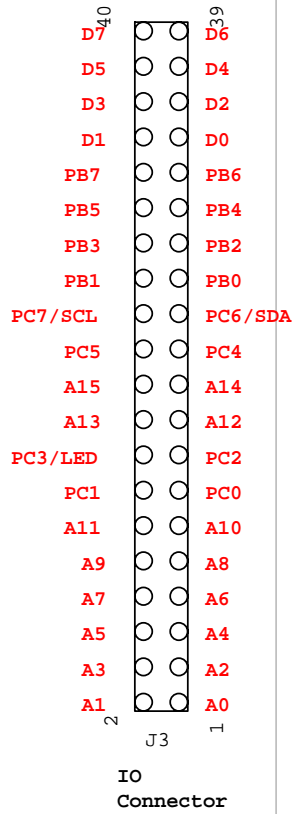 40 39
D7 D6
D5 D4
D3 D2
D1 D0
PB7 PB6
PB5 PB4
PB3 PB2
PB1 PB0
PC7/SCL PC6/SDA
PC5 PC4
A15 A14
A13 A12
PC3/LED PC2
PC1 PC0
A11 A10
A9 A8
A7 A6
A5 A4
A3 A2
A1 A0
2 1
J3
IO
Connector